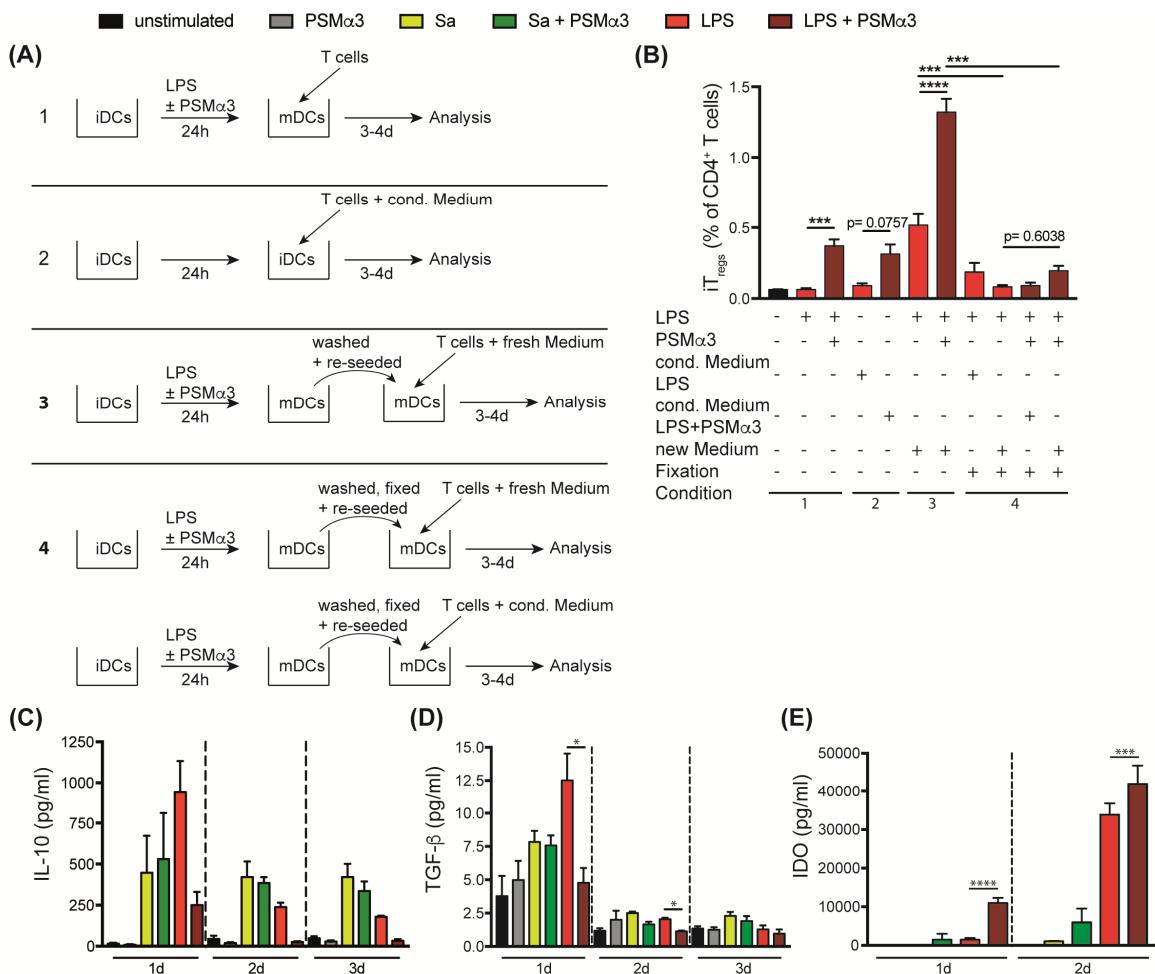 unstimulated PSMα3 Sa Sa + PSMα3 LPS LPS + PSMα3
(A)
T cells
LPS
± PSMα3
1 iDCs 24h mDCs 3-4d Analysis
T cells + cond. Medium
2 iDCs 24h iDCs 3-4d Analysis
washed
+ re-seeded
T cells + fresh Medium
LPS
± PSMα3
3 iDCs 24h mDCs mDCs 3-4d Analysis
washed, fixed
+ re-seeded
T cells + fresh Medium
LPS
± PSMα3
4 iDCs 24h mDCs mDCs 3-4d Analysis
washed, fixed
+ re-seeded
T cells + cond. Medium
LPS
± PSMα3
iDCs 24h mDCs mDCs 3-4d Analysis
(B)
iTregs (% of CD4+ T cells)
1.5
1.0
0.5
0.0
***
p= 0.0757
***
***
****
p= 0.6038
LPS - + + - - + + + + + +
PSMα3 - - + - - - + - - + +
cond. Medium
LPS - - - + - - - + - - -
cond. Medium
LPS+PSMα3 - - - - + - - - - + -
new Medium - - - - - + + - + - +
Fixation - - - - - - - + + + +
Condition 1 2 3 4
(C)
IL-10 (pg/ml)
1250
1000
750
500
250
0
1d 2d 3d
(D)
TGF-β (pg/ml)
15.0
12.5
10.0
7.5
5.0
2.5
0.0
*
*
1d 2d 3d
(E)
IDO (pg/ml)
50000
40000
30000
20000
10000
0
****
***
1d 2d